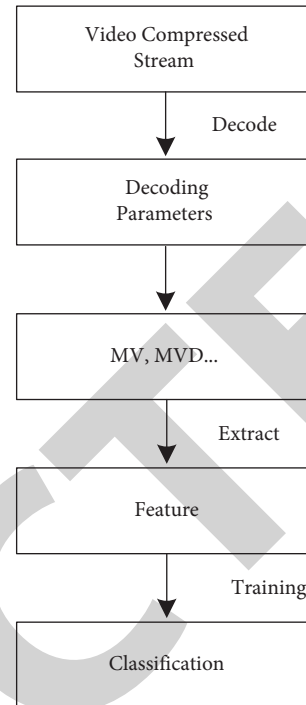 Video Compressed
Stream
Decode
Decoding
Parameters
MV, MVD...
Extract
Feature
Training
Classification